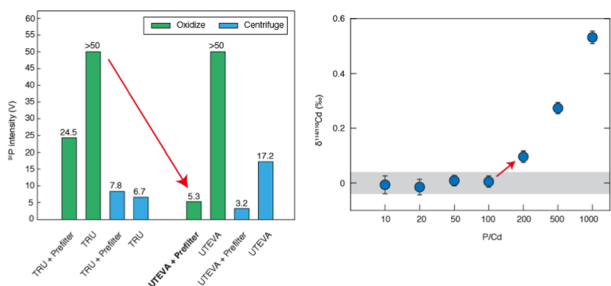 Oxidize
Centrifuge
³¹P intensity (V)
60
55
50
45
40
35
30
25
20
15
10
5
0
24.5
>50
7.8
6.7
5.3
>50
3.2
17.2
TRU + Prefilter
TRU
TRU + Prefilter
TRU
UTEVA + Prefilter
UTEVA
UTEVA + Prefilter
UTEVA
δ¹¹⁴/¹¹⁰Cd (‰)
0.6
0.4
0.2
0
10
20
50
100
200
500
1000
P/Cd